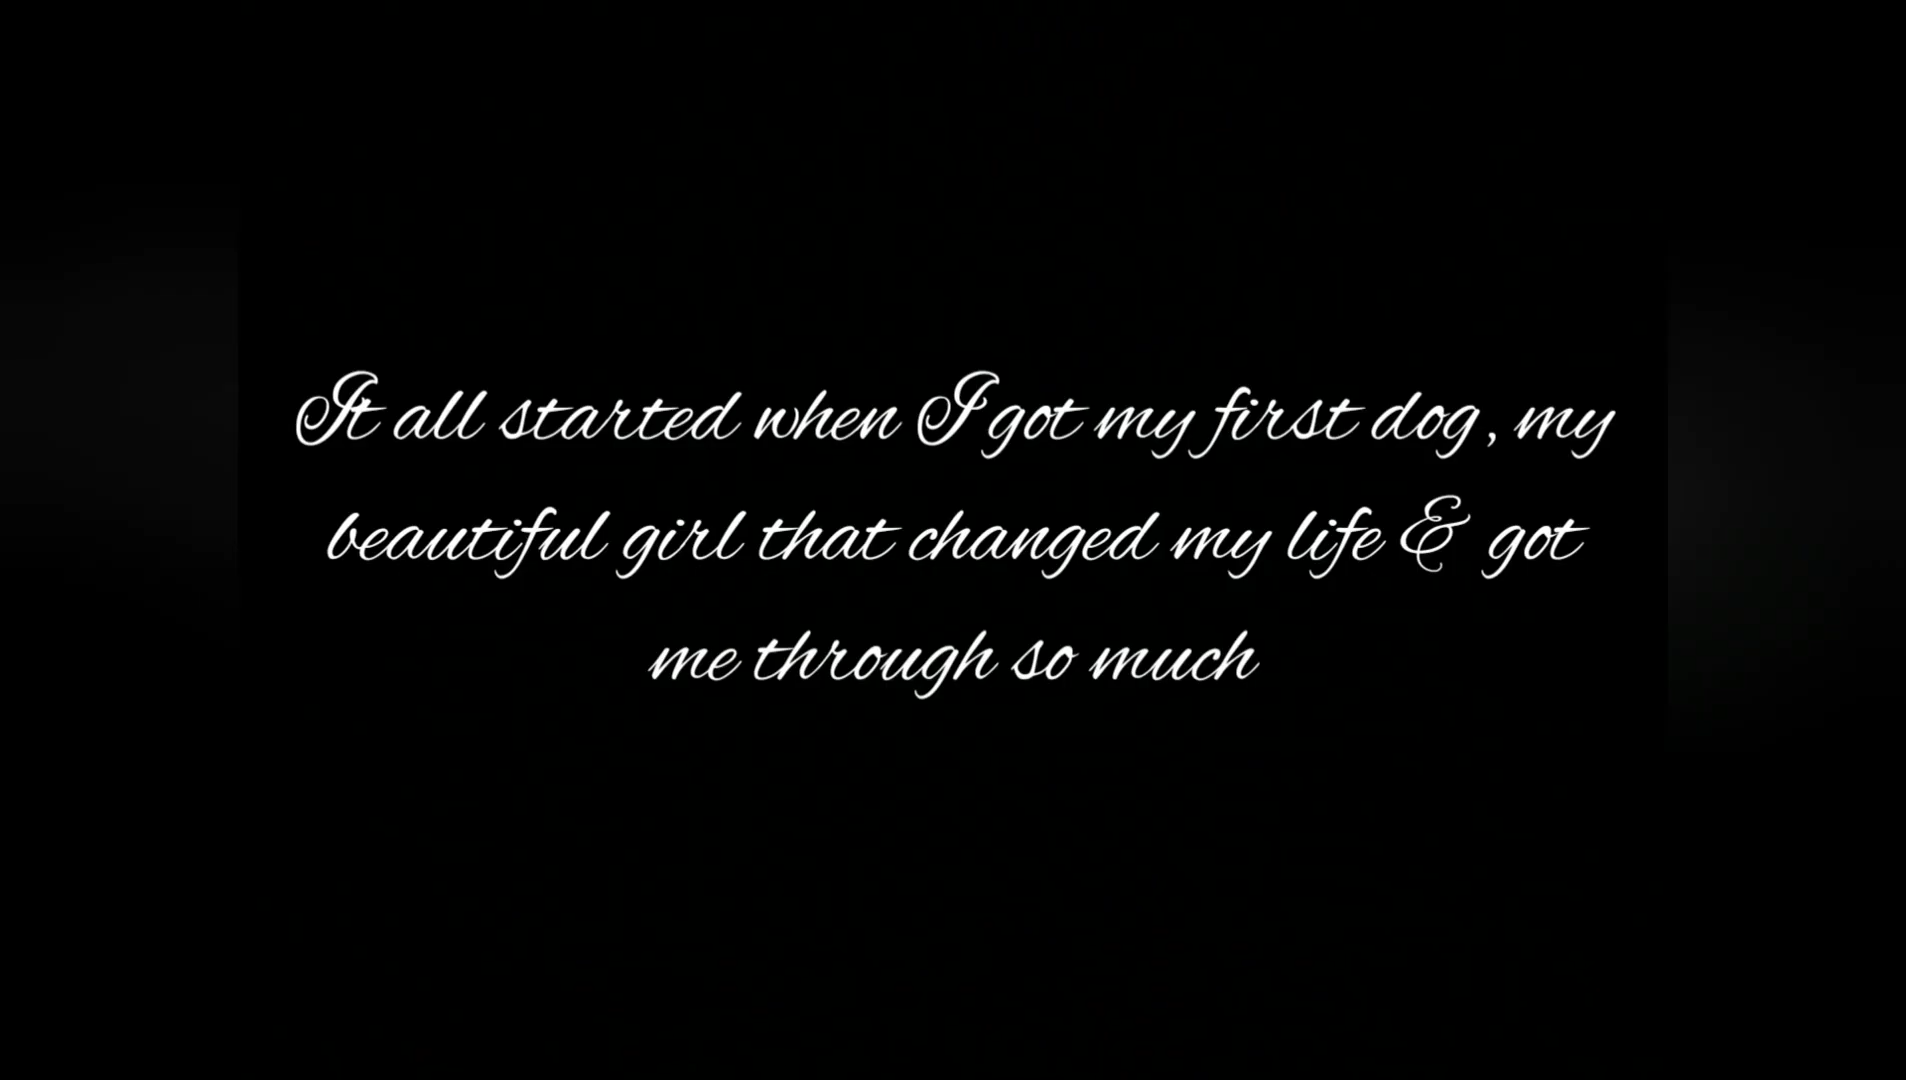 It all started when I got my first dog, my
beautiful girl that changed my life & got
me through so much